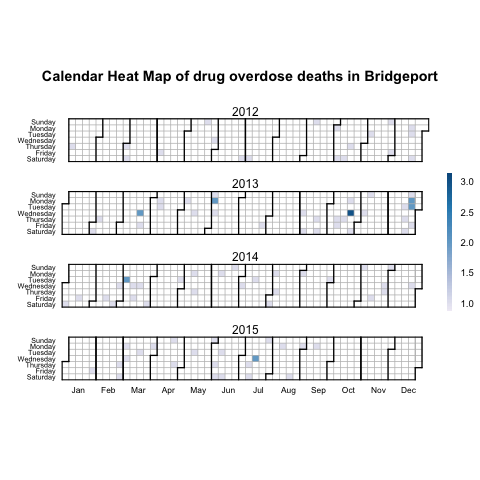 Calendar Heat Map of drug overdose deaths in Bridgeport
2012
Sunday
Monday
Tuesday
Wednesday
Thursday
Friday
Saturday
2013
Sunday
Monday
Tuesday
Wednesday
Thursday
Friday
Saturday
2014
Sunday
Monday
Tuesday
Wednesday
Thursday
Friday
Saturday
2015
Sunday
Monday
Tuesday
Wednesday
Thursday
Friday
Saturday
Jan Feb Mar Apr May Jun Jul Aug Sep Oct Nov Dec
3.0
2.5
2.0
1.5
1.0